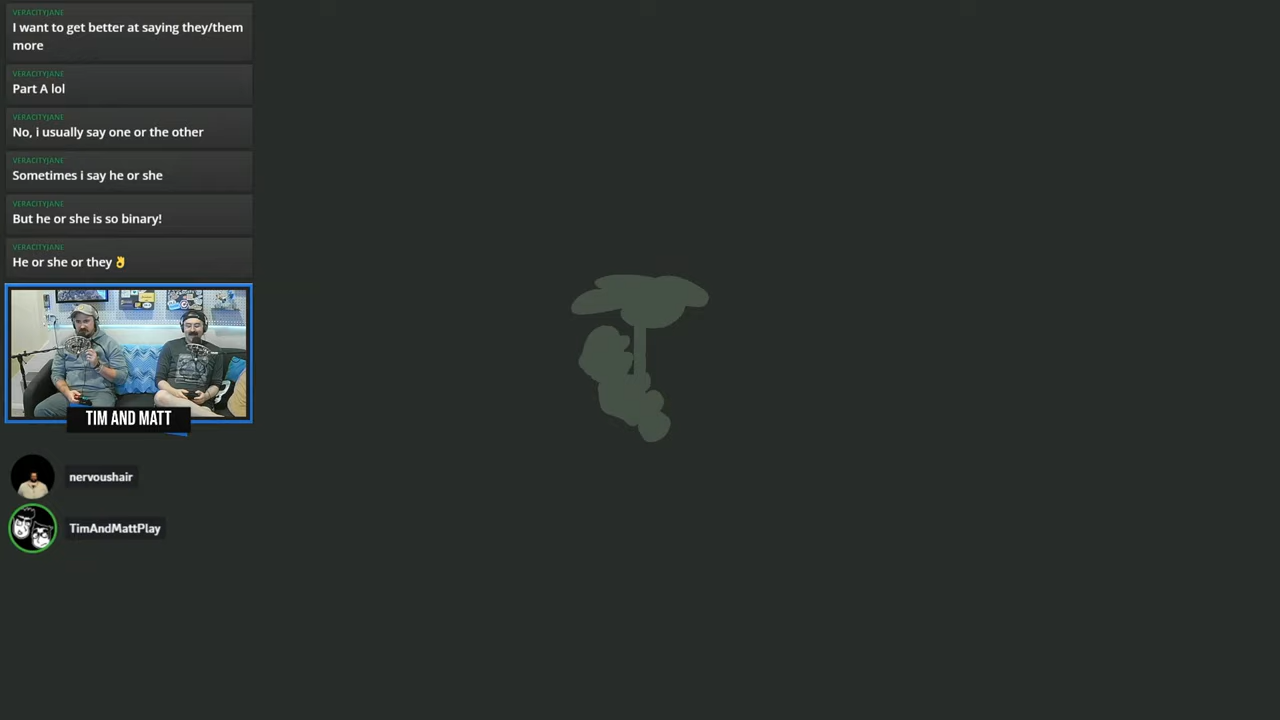 VERACITYJANE
I want to get better at saying they/them
more
VERACITYJANE
Part A lol
VERACITYJANE
No, i usually say one or the other
VERACITYJANE
Sometimes i say he or she
VERACITYJANE
But he or she is so binary!
VERACITYJANE
He or she or they 👌
TIM AND MATT
nervoushair
TimAndMattPlay